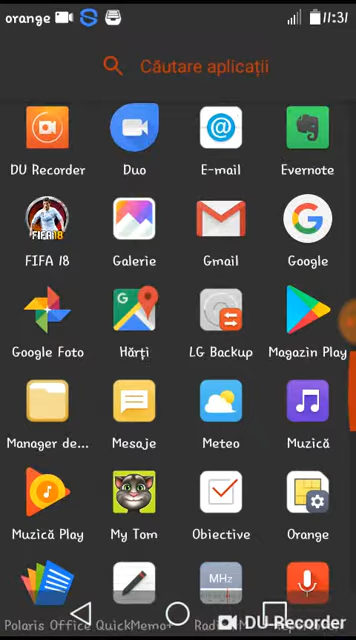 orange 11:31
Căutare aplicații
DU Recorder Duo E-mail Evernote
FIFA 18
FIFA 18 Galerie Gmail Google
Google Foto Hărți LG Backup Magazin Play
Manager de... Mesaje Meteo Muzică
Muzică Play My Tom Obiective Orange
MHz
Polaris Office QuickMemo
DU-Recorder